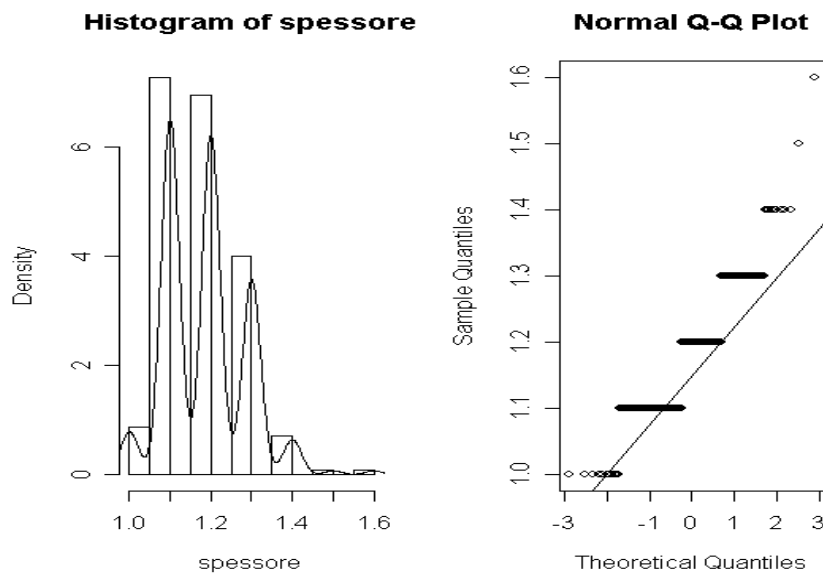 Histogram of spessore
Density
0 2 4 6
1.0 1.2 1.4 1.6
spessore
Normal Q-Q Plot
Sample Quantiles
1.0 1.1 1.2 1.3 1.4 1.5 1.6
-3 -1 0 1 2 3
Theoretical Quantiles